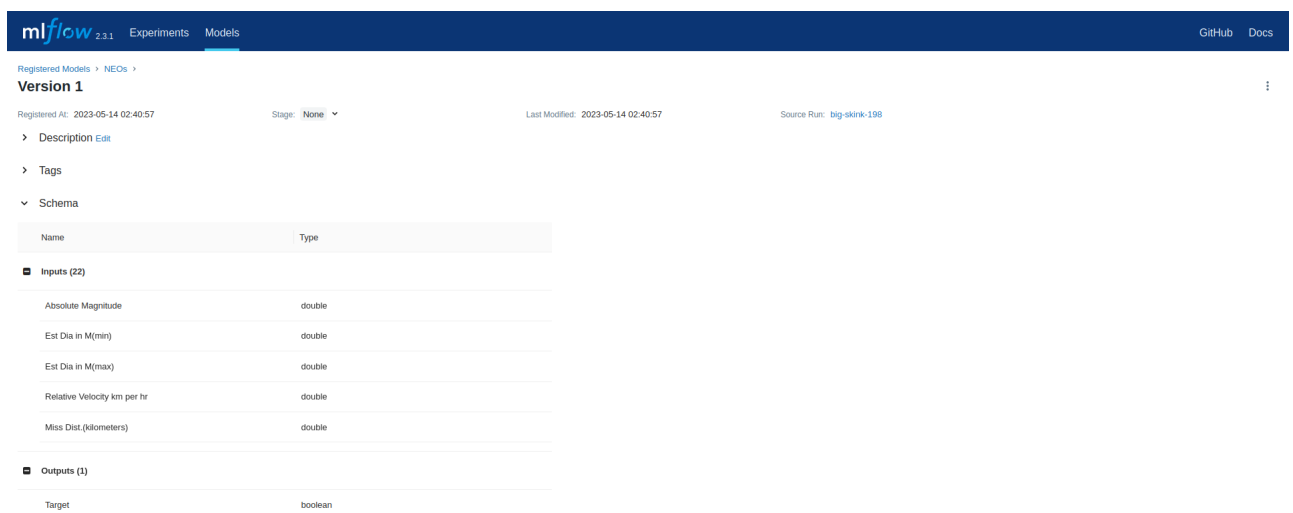 mlflow 2.3.1 Experiments Models GitHub Docs
Registered Models > NEOs >
Version 1
Registered At: 2023-05-14 02:40:57 Stage: None Last Modified: 2023-05-14 02:40:57 Source Run: big-skink-198
Description Edit
Tags
Schema
Name Type
Inputs (22)
Absolute Magnitude double
Est Dia in M(min) double
Est Dia in M(max) double
Relative Velocity km per hr double
Miss Dist.(kilometers) double
Outputs (1)
Target boolean